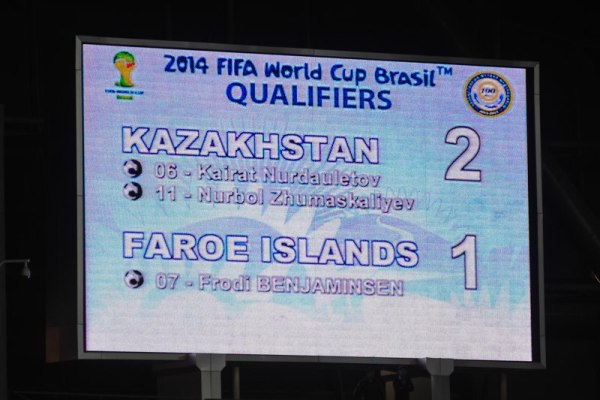 2014 FIFA World Cup Brasil™
QUALIFIERS
KAZAKHSTAN 2
06 - Kairat Nurdauletov
11 - Nurbol Zhumaskaliyev
FAROE ISLANDS 1
07 - Frodi BENJAMINSEN
100